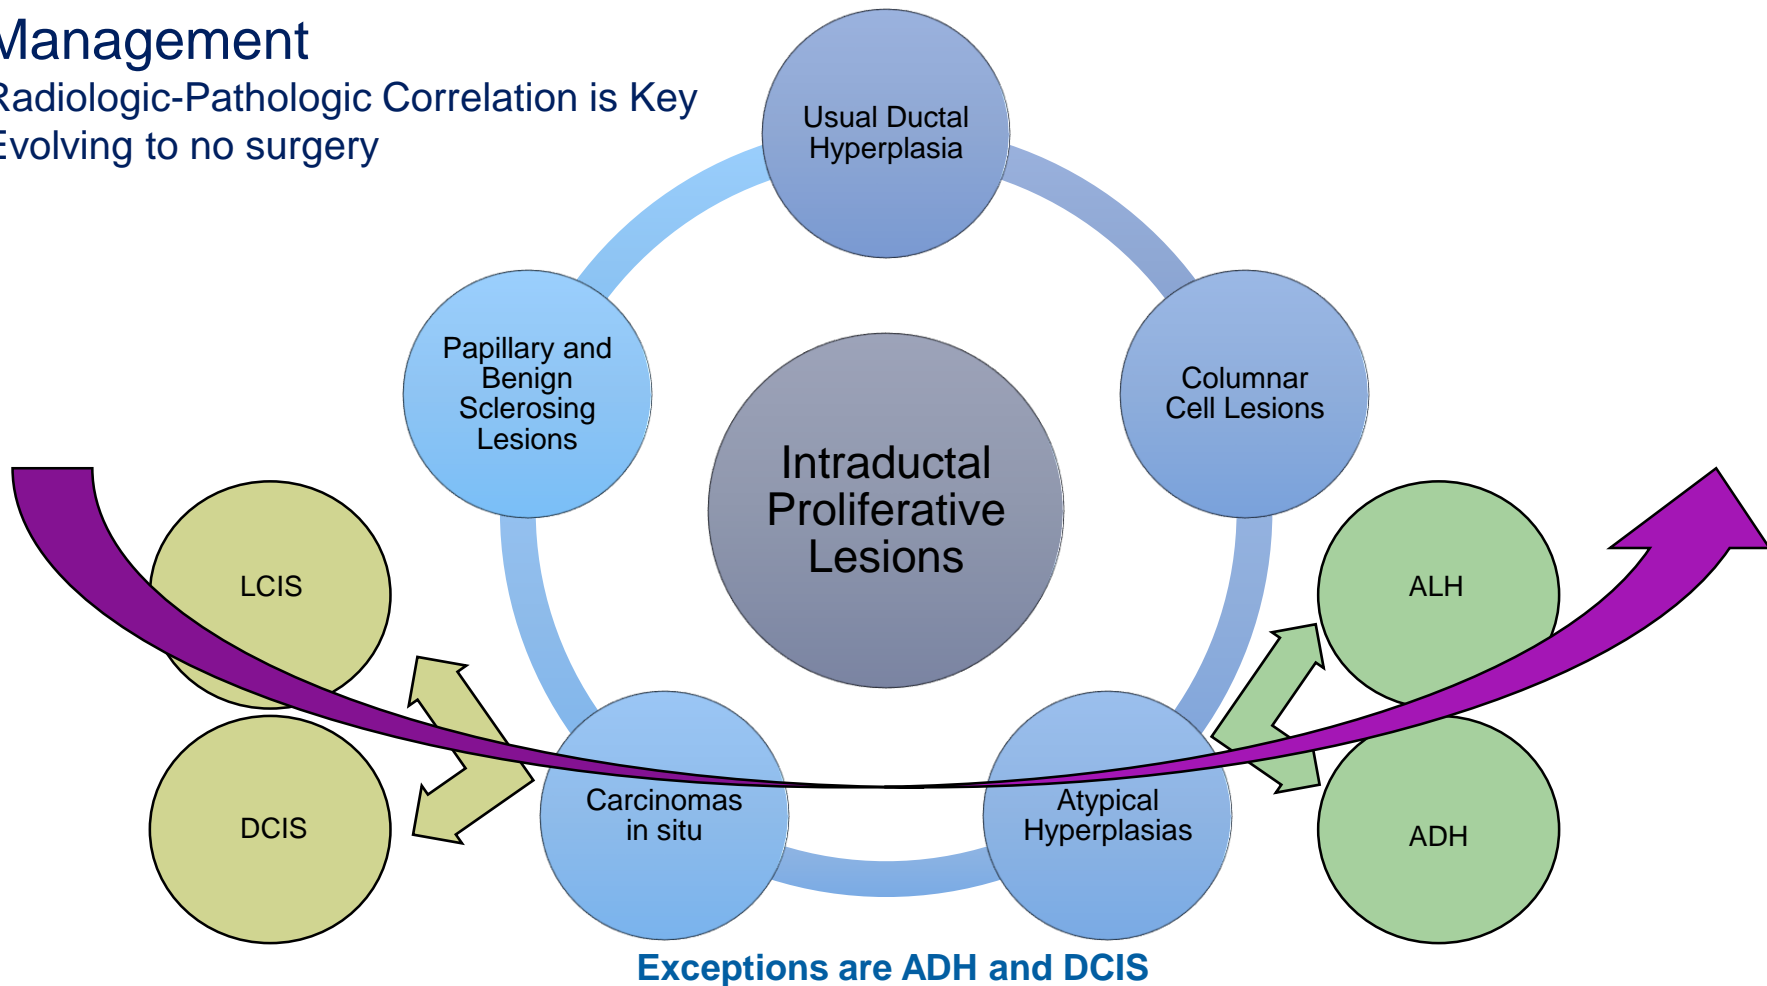 Management
Radiologic-Pathologic Correlation is Key
Evolving to no surgery
Usual Ductal
Hyperplasia
Papillary and
Benign
Sclerosing
Lesions
Columnar
Cell Lesions
Intraductal
Proliferative
Lesions
LCIS
ALH
DCIS
Carcinomas
in situ
Atypical
Hyperplasias
ADH
Exceptions are ADH and DCIS